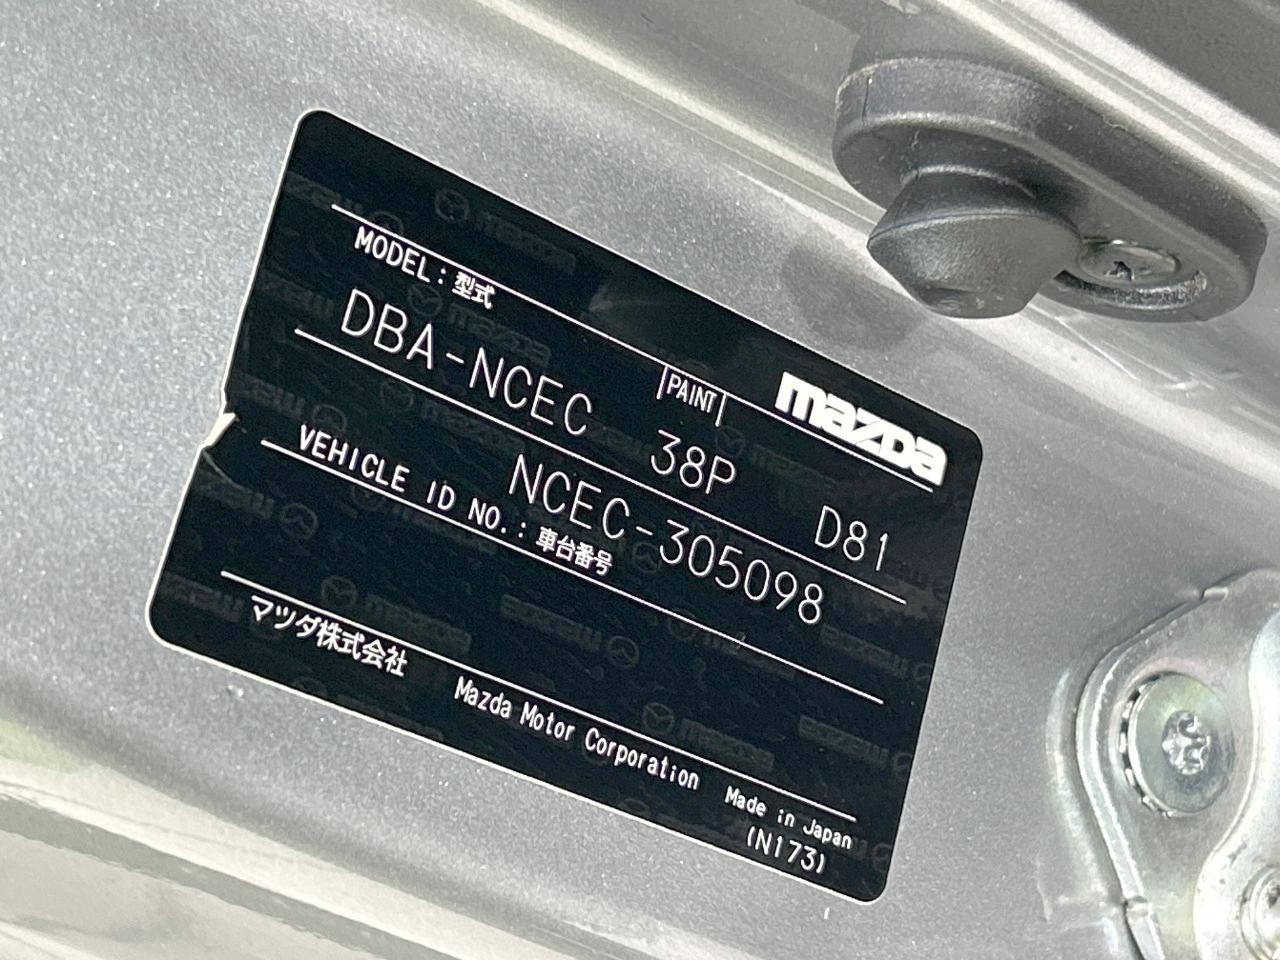 MODEL:型式
PAINT
mazda
DBA-NCEC 38P D81
NCEC-305098
VEHICLE ID NO.:車台番号
マツダ株式会社 Mazda Motor Corporation Made in Japan
(N173)